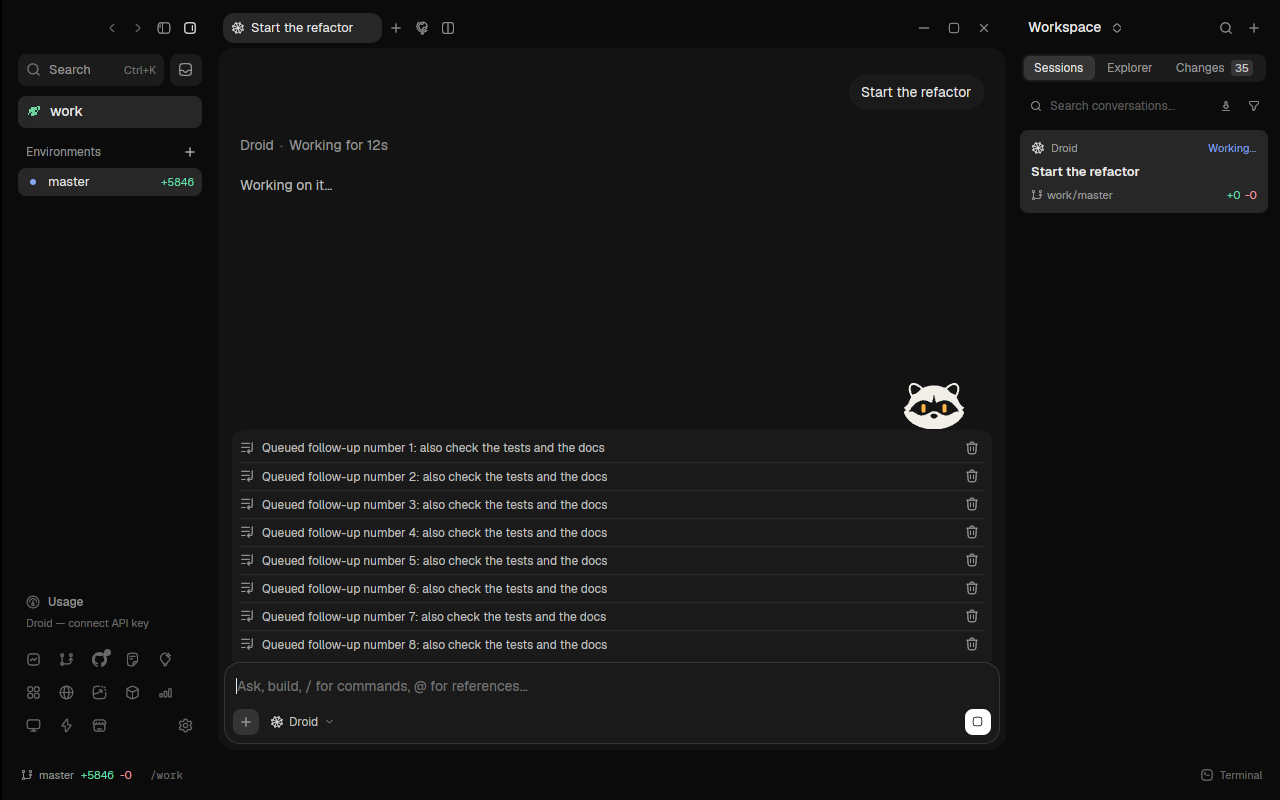 Start the refactor
Workspace
Search Ctrl+K
Sessions Explorer Changes 35
work
Start the refactor
Search conversations...
Environments
master +5846
Droid · Working for 12s
Droid Working...
Start the refactor
work/master +0 -0
Working on it...
Queued follow-up number 1: also check the tests and the docs
Queued follow-up number 2: also check the tests and the docs
Queued follow-up number 3: also check the tests and the docs
Queued follow-up number 4: also check the tests and the docs
Queued follow-up number 5: also check the tests and the docs
Queued follow-up number 6: also check the tests and the docs
Queued follow-up number 7: also check the tests and the docs
Queued follow-up number 8: also check the tests and the docs
Usage
Droid — connect API key
Ask, build, / for commands, @ for references...
Droid
master +5846 -0 /work
Terminal